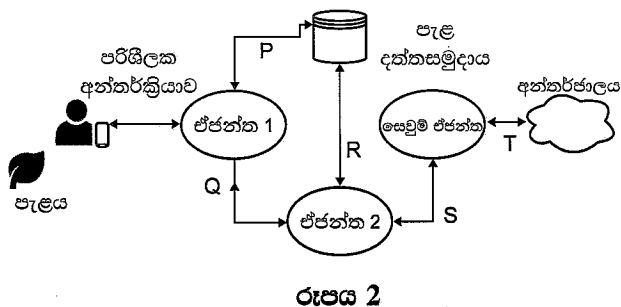 පරිශීලක
අන්තර්ක්‍රියාව
P
පැළ
දත්තසමුදාය
අන්තර්ජාලය
ඒජන්ත 1
සෙවුම් ඒජන්ත
T
R
Q
S
පැළය
ඒජන්ත 2
රූපය 2